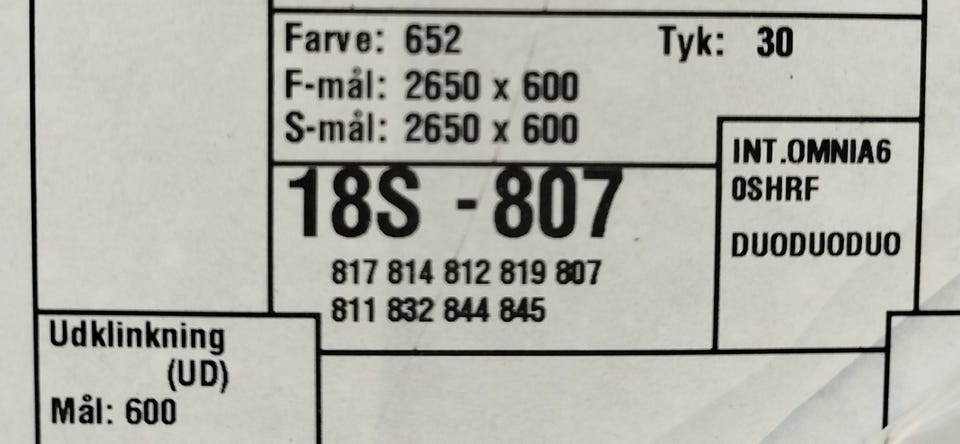 Farve: 652 Tyk: 30
F-mål: 2650 x 600
S-mål: 2650 x 600
INT.OMNIA6
0SHRF
DUODUODUO
18S - 807
817 814 812 819 807
811 832 844 845
Udklinkning
(UD)
Mål: 600